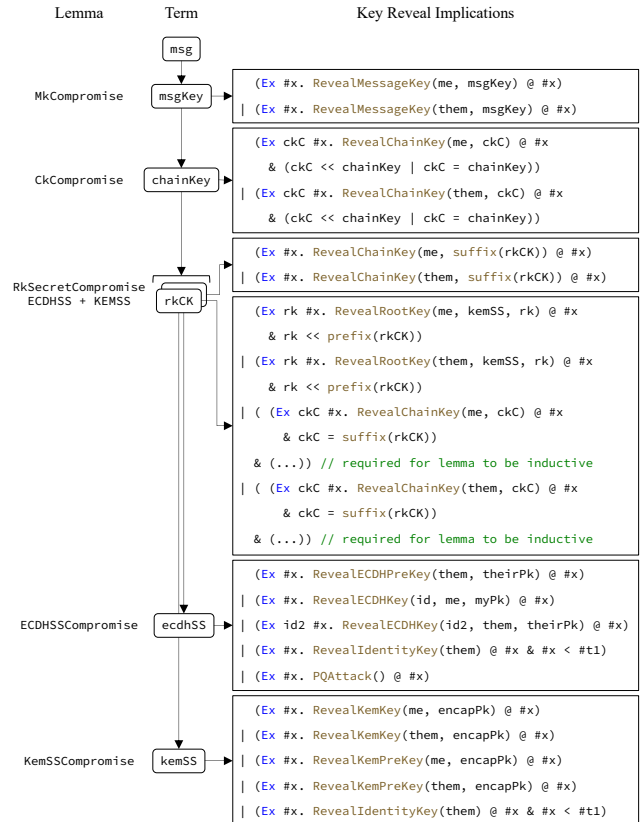 Lemma Term Key Reveal Implications
msg
MkCompromise msgKey
(Ex #x. RevealMessageKey(me, msgKey) @ #x)
| (Ex #x. RevealMessageKey(them, msgKey) @ #x)
CkCompromise chainKey
(Ex ckC #x. RevealChainKey(me, ckC) @ #x
& (ckC << chainKey | ckC = chainKey))
| (Ex ckC #x. RevealChainKey(them, ckC) @ #x
& (ckC << chainKey | ckC = chainKey))
RkSecretCompromise
ECDHSS + KEMSS
rkCK
(Ex #x. RevealChainKey(me, suffix(rkCK)) @ #x)
| (Ex #x. RevealChainKey(them, suffix(rkCK)) @ #x)
(Ex rk #x. RevealRootKey(me, kemSS, rk) @ #x
& rk << prefix(rkCK))
| (Ex rk #x. RevealRootKey(them, kemSS, rk) @ #x
& rk << prefix(rkCK))
| ( (Ex ckC #x. RevealChainKey(me, ckC) @ #x
& ckC = suffix(rkCK))
& (...)) // required for lemma to be inductive
| ( (Ex ckC #x. RevealChainKey(them, ckC) @ #x
& ckC = suffix(rkCK))
& (...)) // required for lemma to be inductive
ECDHSSCompromise ecdhSS
(Ex #x. RevealECDHPreKey(them, theirPk) @ #x)
| (Ex #x. RevealECDHKey(id, me, myPk) @ #x)
| (Ex id2 #x. RevealECDHKey(id2, them, theirPk) @ #x)
| (Ex #x. RevealIdentityKey(them) @ #x & #x < #t1)
| (Ex #x. PQAttack() @ #x)
KemSSCompromise kemSS
(Ex #x. RevealKemKey(me, encapPk) @ #x)
| (Ex #x. RevealKemKey(them, encapPk) @ #x)
| (Ex #x. RevealKemPreKey(me, encapPk) @ #x)
| (Ex #x. RevealKemPreKey(them, encapPk) @ #x)
| (Ex #x. RevealIdentityKey(them) @ #x & #x < #t1)